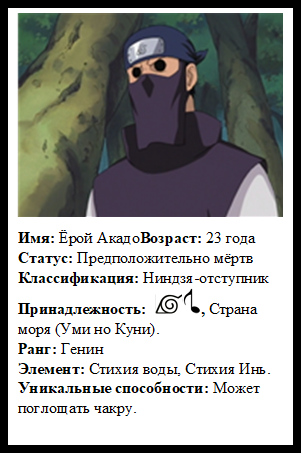 Имя: Ёрой АкадоВозраст: 23 года
Статус: Предположительно мёртв
Классификация: Ниндзя-отступник
Принадлежность: , Страна
моря (Уми но Куни).
Ранг: Генин
Элемент: Стихия воды, Стихия Инь.
Уникальные способности: Может
поглощать чакру.